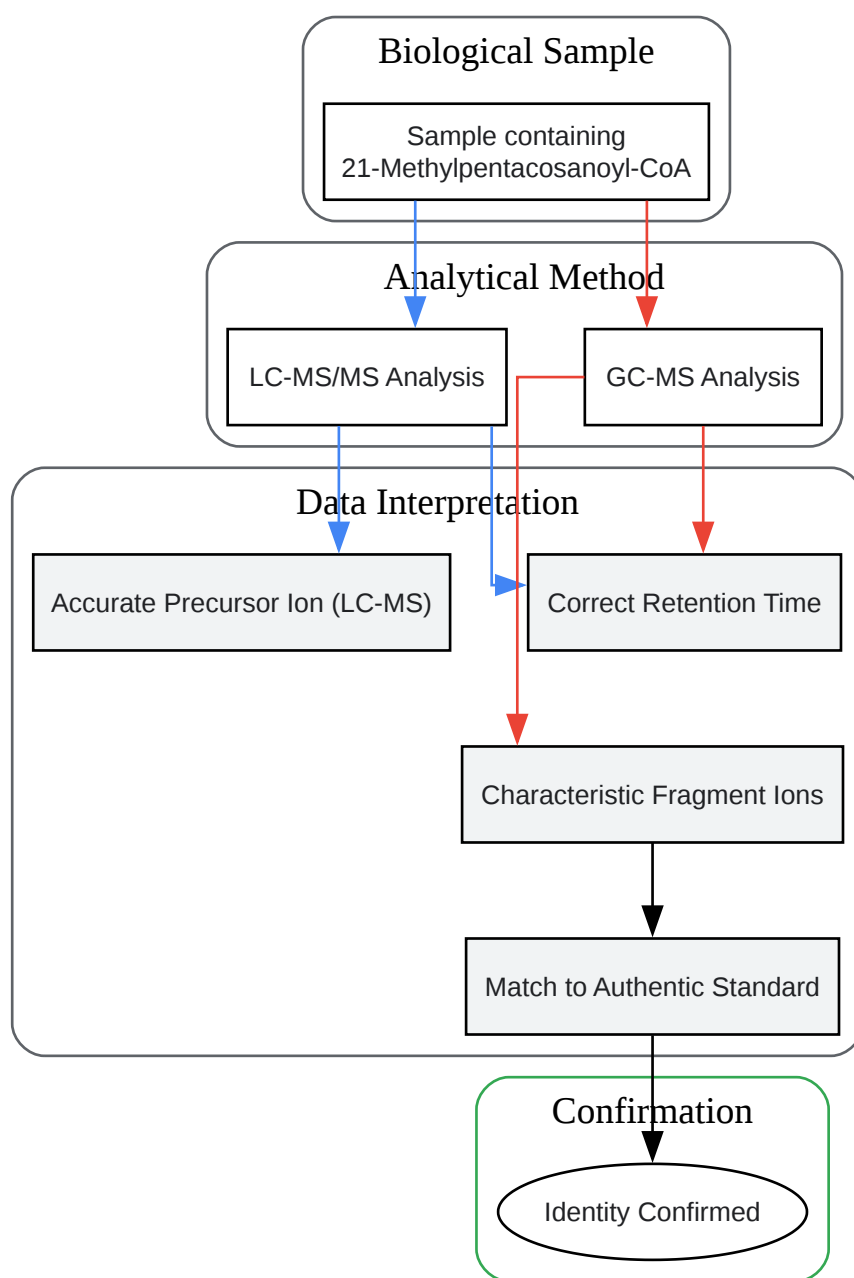 Biological Sample
Sample containing
21-Methylpentacosanoyl-CoA
Analytical Method
LC-MS/MS Analysis
GC-MS Analysis
Data Interpretation
Accurate Precursor Ion (LC-MS)
Correct Retention Time
Characteristic Fragment Ions
Match to Authentic Standard
Confirmation
Identity Confirmed